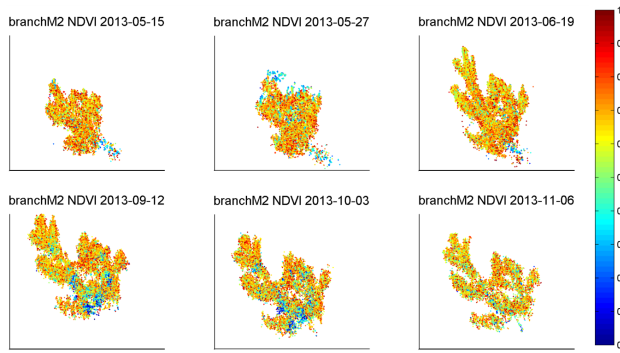 branchM2 NDVI 2013-05-15
branchM2 NDVI 2013-05-27
branchM2 NDVI 2013-06-19
branchM2 NDVI 2013-09-12
branchM2 NDVI 2013-10-03
branchM2 NDVI 2013-11-06
1